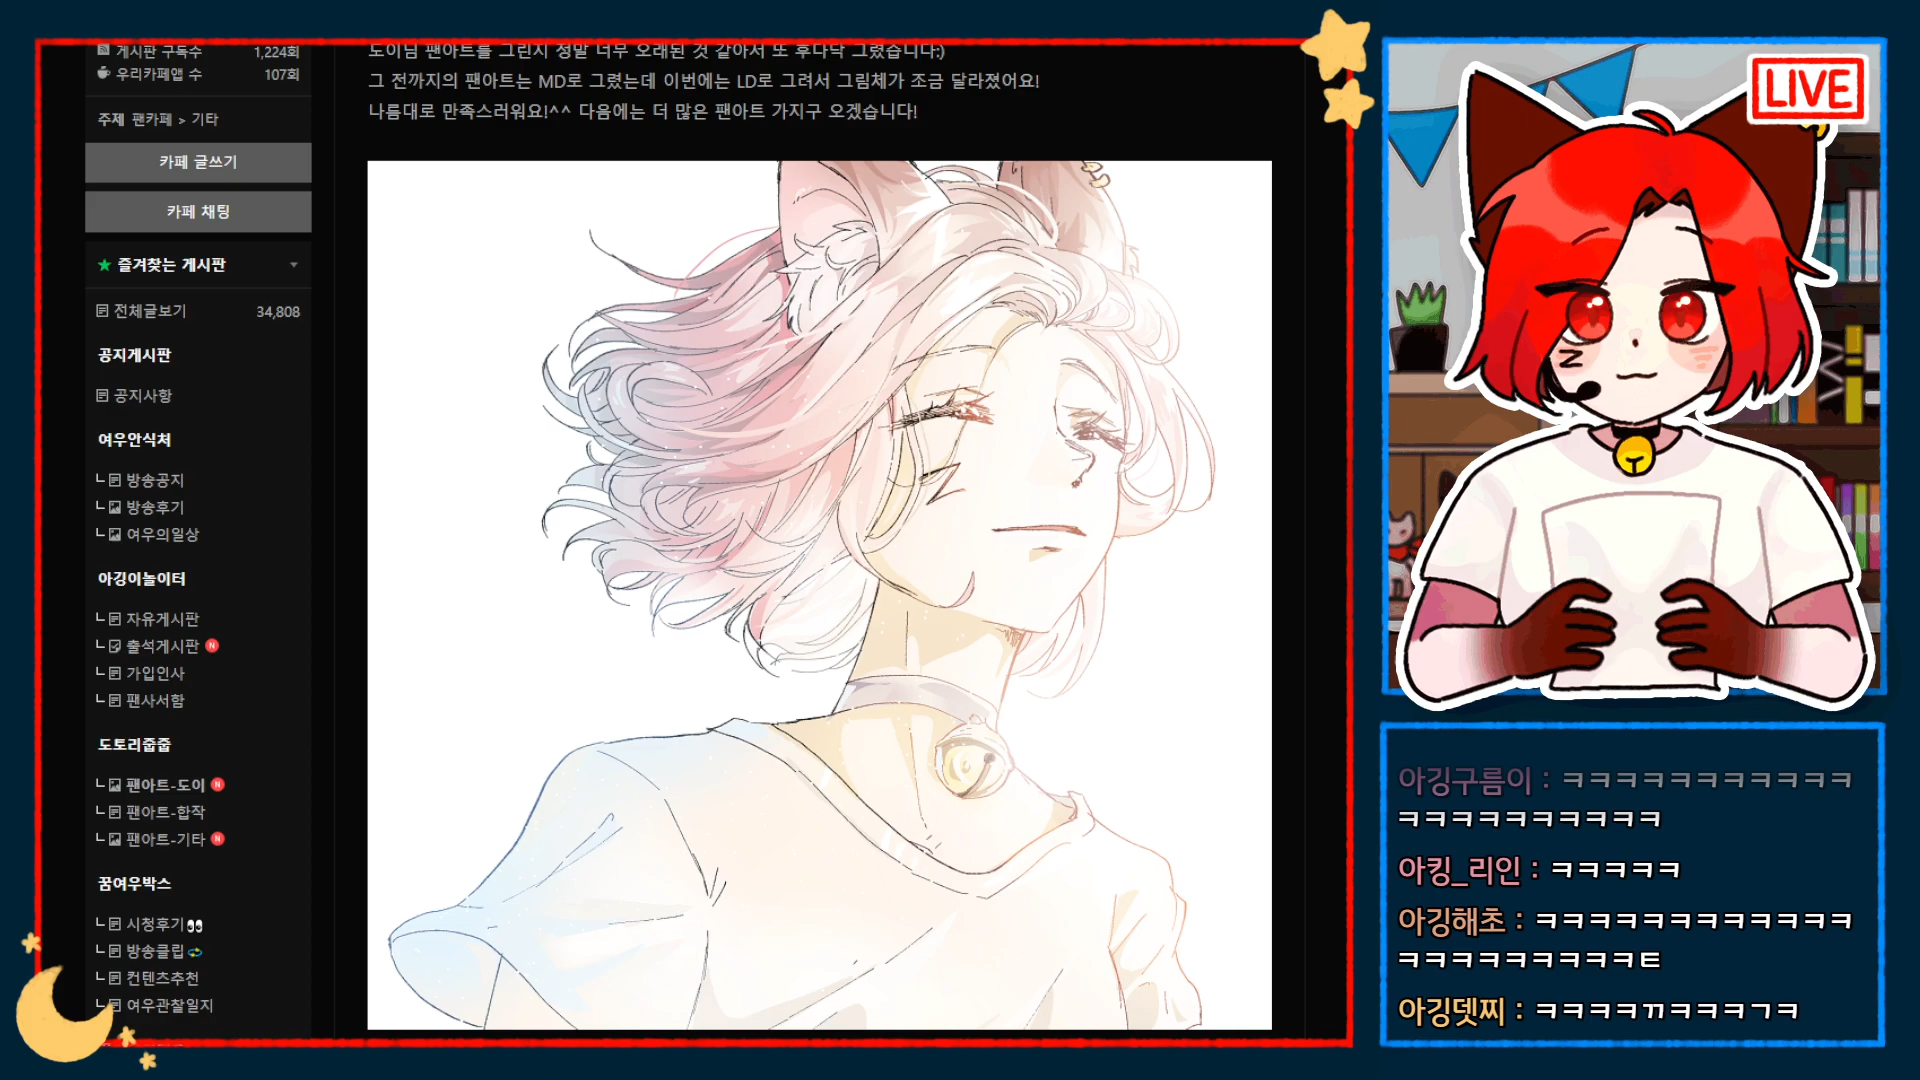 게시판 구독수 1,224회
우리카페앱 수 107회
주제 팬카페 > 기타
카페 글쓰기
카페 채팅
★ 즐겨찾는 게시판
전체글보기 34,808
공지게시판
공지사항
여우안식처
방송공지
방송후기
여우의일상
아깅이놀이터
자유게시판
출석게시판 N
가입인사
팬사서함
도토리줍줍
팬아트-도이 N
팬아트-합작
팬아트-기타 N
꿈여우박스
시청후기👀
방송클립
컨텐츠추천
여우관찰일지
도이님 팬아트를 그린지 정말 너무 오래된 것 같아서 또 후다닥 그렸습니다:)
그 전까지의 팬아트는 MD로 그렸는데 이번에는 LD로 그려서 그림체가 조금 달라졌어요!
나름대로 만족스러워요!^^ 다음에는 더 많은 팬아트 가지구 오겠습니다!
LIVE
아깅구름이 : ㅋㅋㅋㅋㅋㅋㅋㅋㅋㅋㅋ
ㅋㅋㅋㅋㅋㅋㅋㅋㅋㅋ
아킹_리인 : ㅋㅋㅋㅋㅋ
아깅해초 : ㅋㅋㅋㅋㅋㅋㅋㅋㅋㅋㅋㅋ
ㅋㅋㅋㅋㅋㅋㅋㅋㅋㅌ
아깅뎃찌 : ㅋㅋㅋㅋㄲㅋㅋㅋㄱㅋ